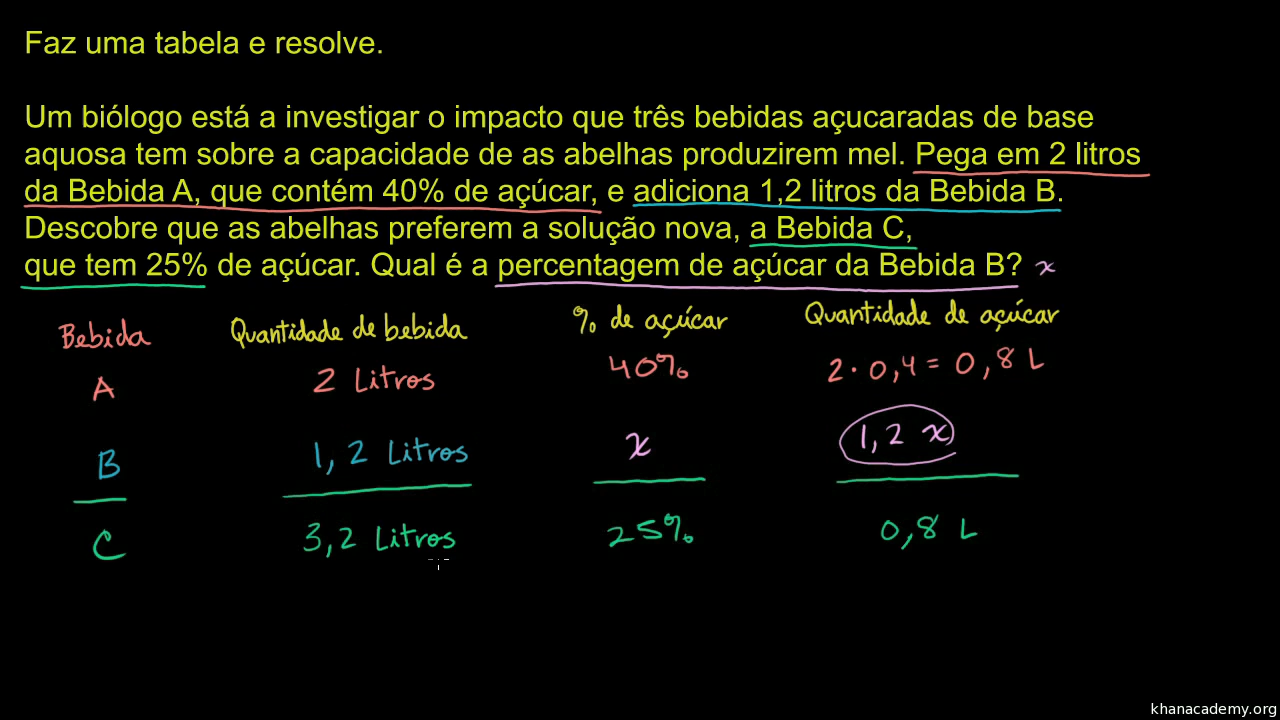 Faz uma tabela e resolve.
Um biólogo está a investigar o impacto que três bebidas açucaradas de base
aquosa tem sobre a capacidade de as abelhas produzirem mel. Pega em 2 litros
da Bebida A, que contém 40% de açúcar, e adiciona 1,2 litros da Bebida B.
Descobre que as abelhas preferem a solução nova, a Bebida C,
que tem 25% de açúcar. Qual é a percentagem de açúcar da Bebida B? x
Bebida Quantidade de bebida % de açúcar Quantidade de açúcar
A 2 Litros 40% 2·0,4=0,8 L
B 1,2 Litros x 1,2 x
C 3,2 Litros 25% 0,8 L
khanacademy.org